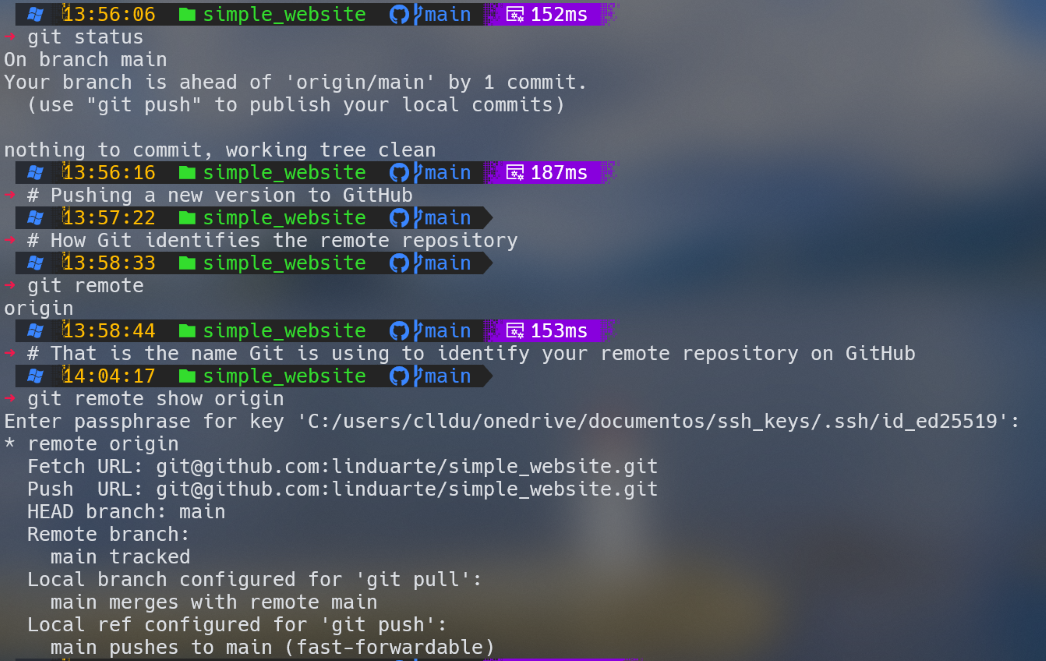 13:56:06 simple_website main 152ms
→ git status
On branch main
Your branch is ahead of 'origin/main' by 1 commit.
(use "git push" to publish your local commits)
nothing to commit, working tree clean
13:56:16 simple_website main 187ms
→ # Pushing a new version to GitHub
13:57:22 simple_website main
→ # How Git identifies the remote repository
13:58:33 simple_website main
→ git remote
origin
13:58:44 simple_website main 153ms
→ # That is the name Git is using to identify your remote repository on GitHub
14:04:17 simple_website main
→ git remote show origin
Enter passphrase for key 'C:/users/clldu/onedrive/documentos/ssh_keys/.ssh/id_ed25519':
* remote origin
Fetch URL: git@github.com:linduarte/simple_website.git
Push  URL: git@github.com:linduarte/simple_website.git
HEAD branch: main
Remote branch:
main tracked
Local branch configured for 'git pull':
main merges with remote main
Local ref configured for 'git push':
main pushes to main (fast-forwardable)